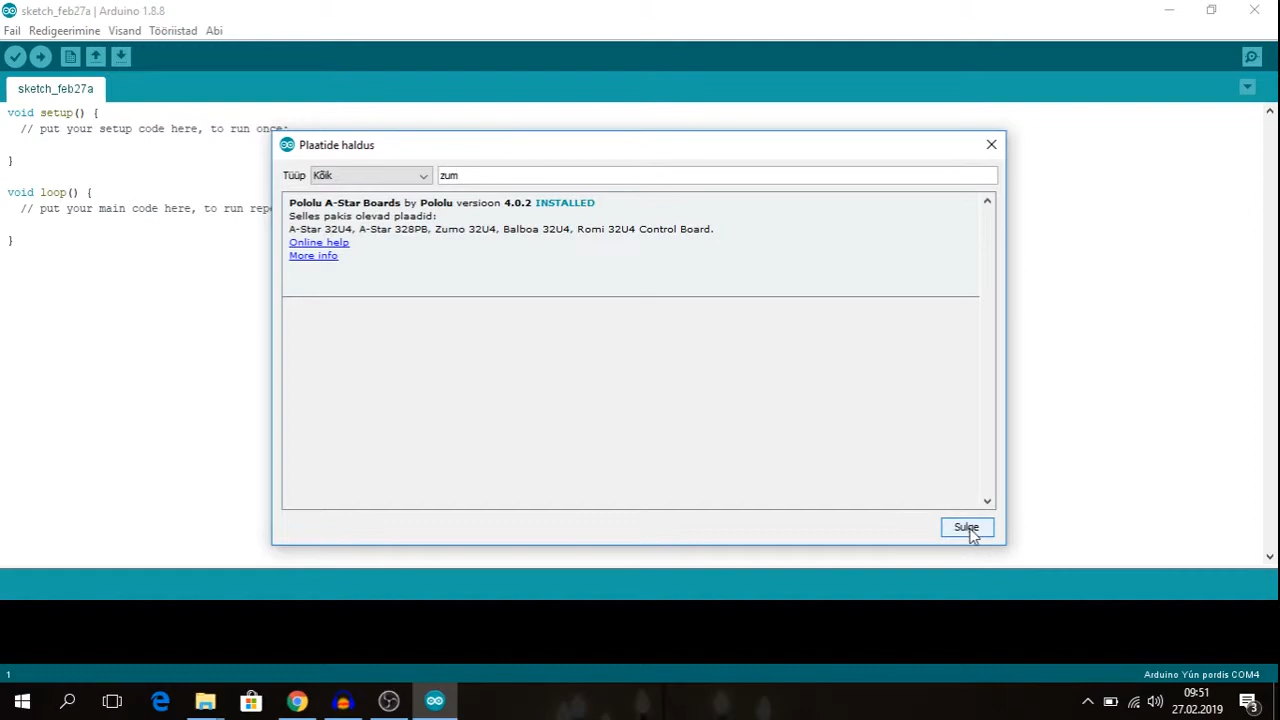 sketch_feb27a | Arduino 1.8.8
Fail Redigeerimine Visand Tööriistad Abi
sketch_feb27a
void setup() {
// put your setup code here, to run once:
}
void loop() {
// put your main code here, to run repe
}
Plaatide haldus
Tüüp Kõik zum
Pololu A-Star Boards by Pololu versioon 4.0.2 INSTALLED
Selles pakis olevad plaadid:
A-Star 32U4, A-Star 328PB, Zumo 32U4, Balboa 32U4, Romi 32U4 Control Board.
Online help
More info
Sulge
1
Arduino Yún pordis COM4
09:51
27.02.2019
3